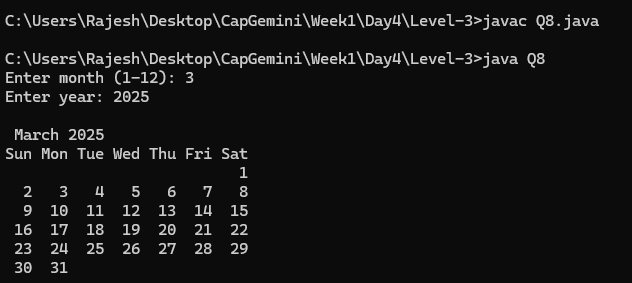 C:\Users\Rajesh\Desktop\CapGemini\Week1\Day4\Level-3>javac Q8.java
C:\Users\Rajesh\Desktop\CapGemini\Week1\Day4\Level-3>java Q8
Enter month (1-12): 3
Enter year: 2025
 March 2025
Sun Mon Tue Wed Thu Fri Sat
                          1
  2   3   4   5   6   7   8
  9  10  11  12  13  14  15
 16  17  18  19  20  21  22
 23  24  25  26  27  28  29
 30  31